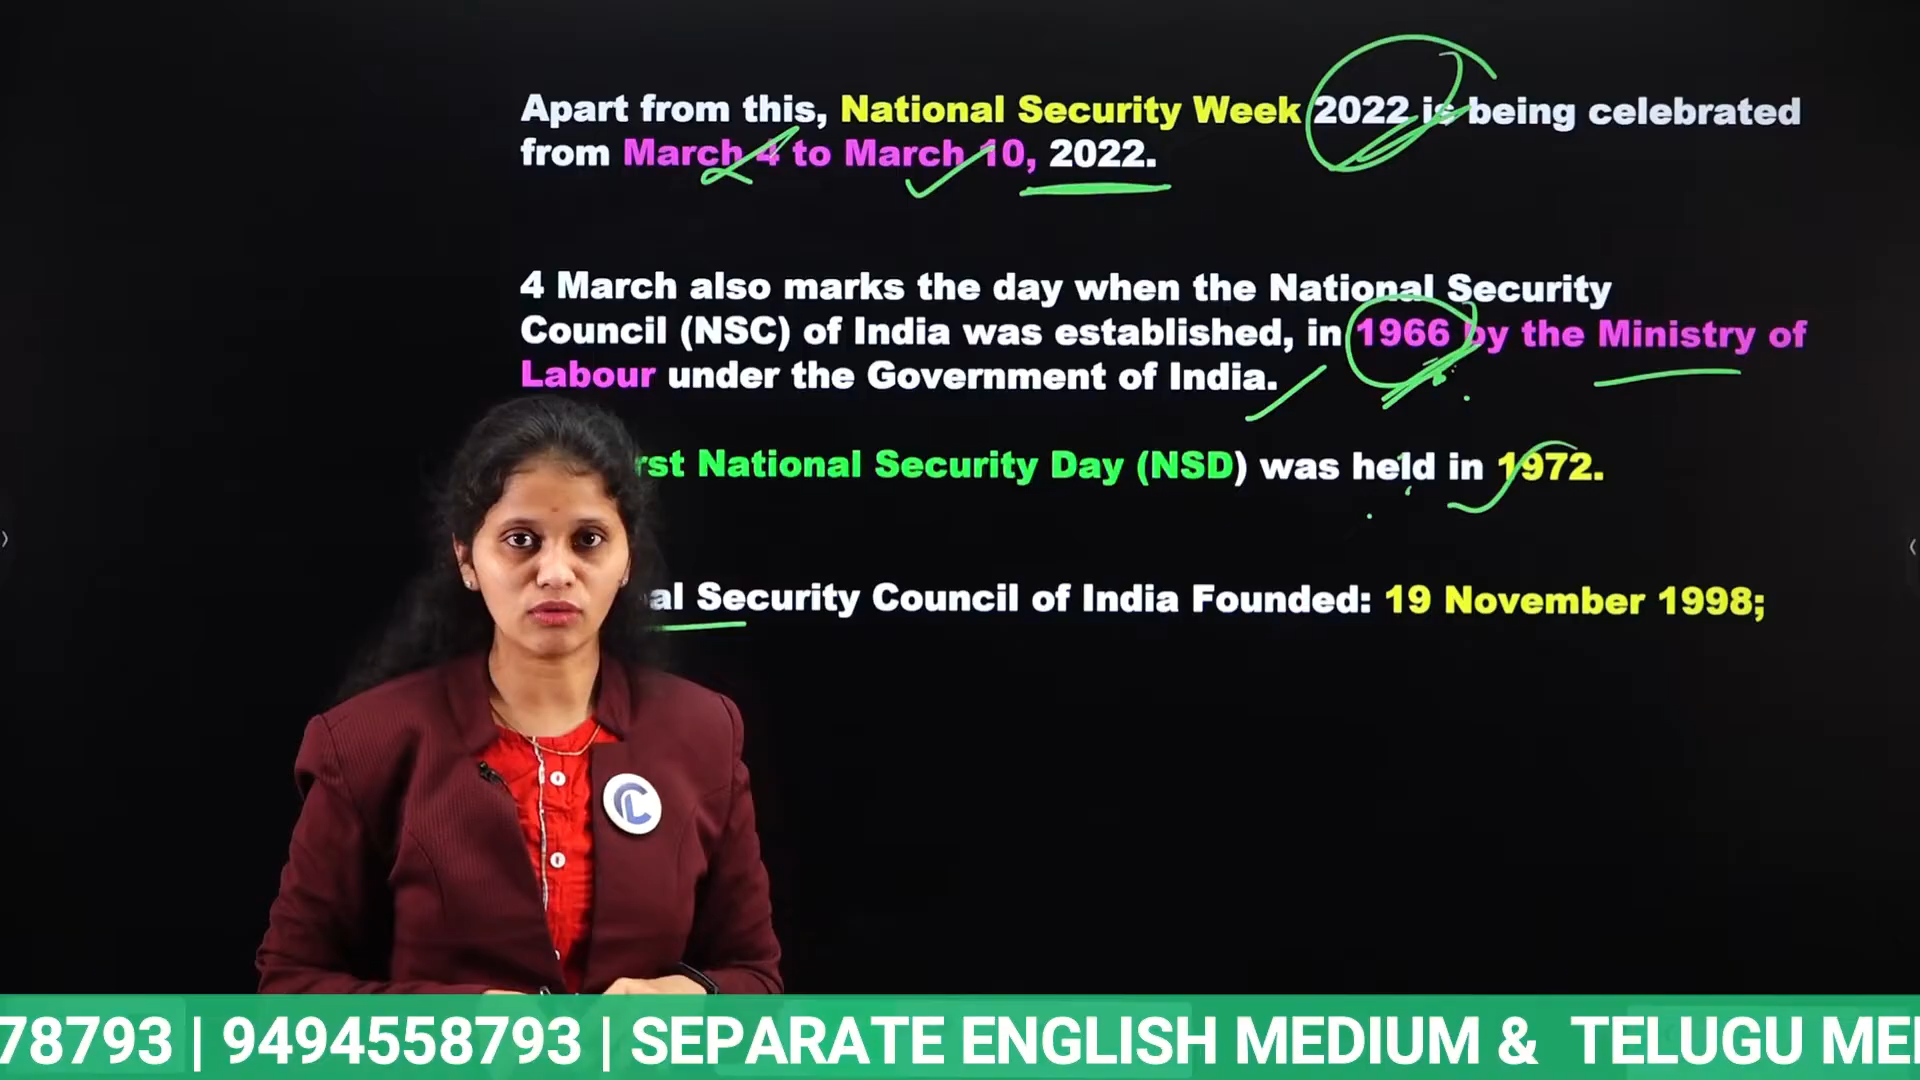 Apart from this, National Security Week 2022 is being celebrated
from March 4 to March 10, 2022.
4 March also marks the day when the National Security
Council (NSC) of India was established, in 1966 by the Ministry of
Labour under the Government of India.
rst National Security Day (NSD) was held in 1972.
al Security Council of India Founded: 19 November 1998;
78793 | 9494558793 | SEPARATE ENGLISH MEDIUM & TELUGU ME